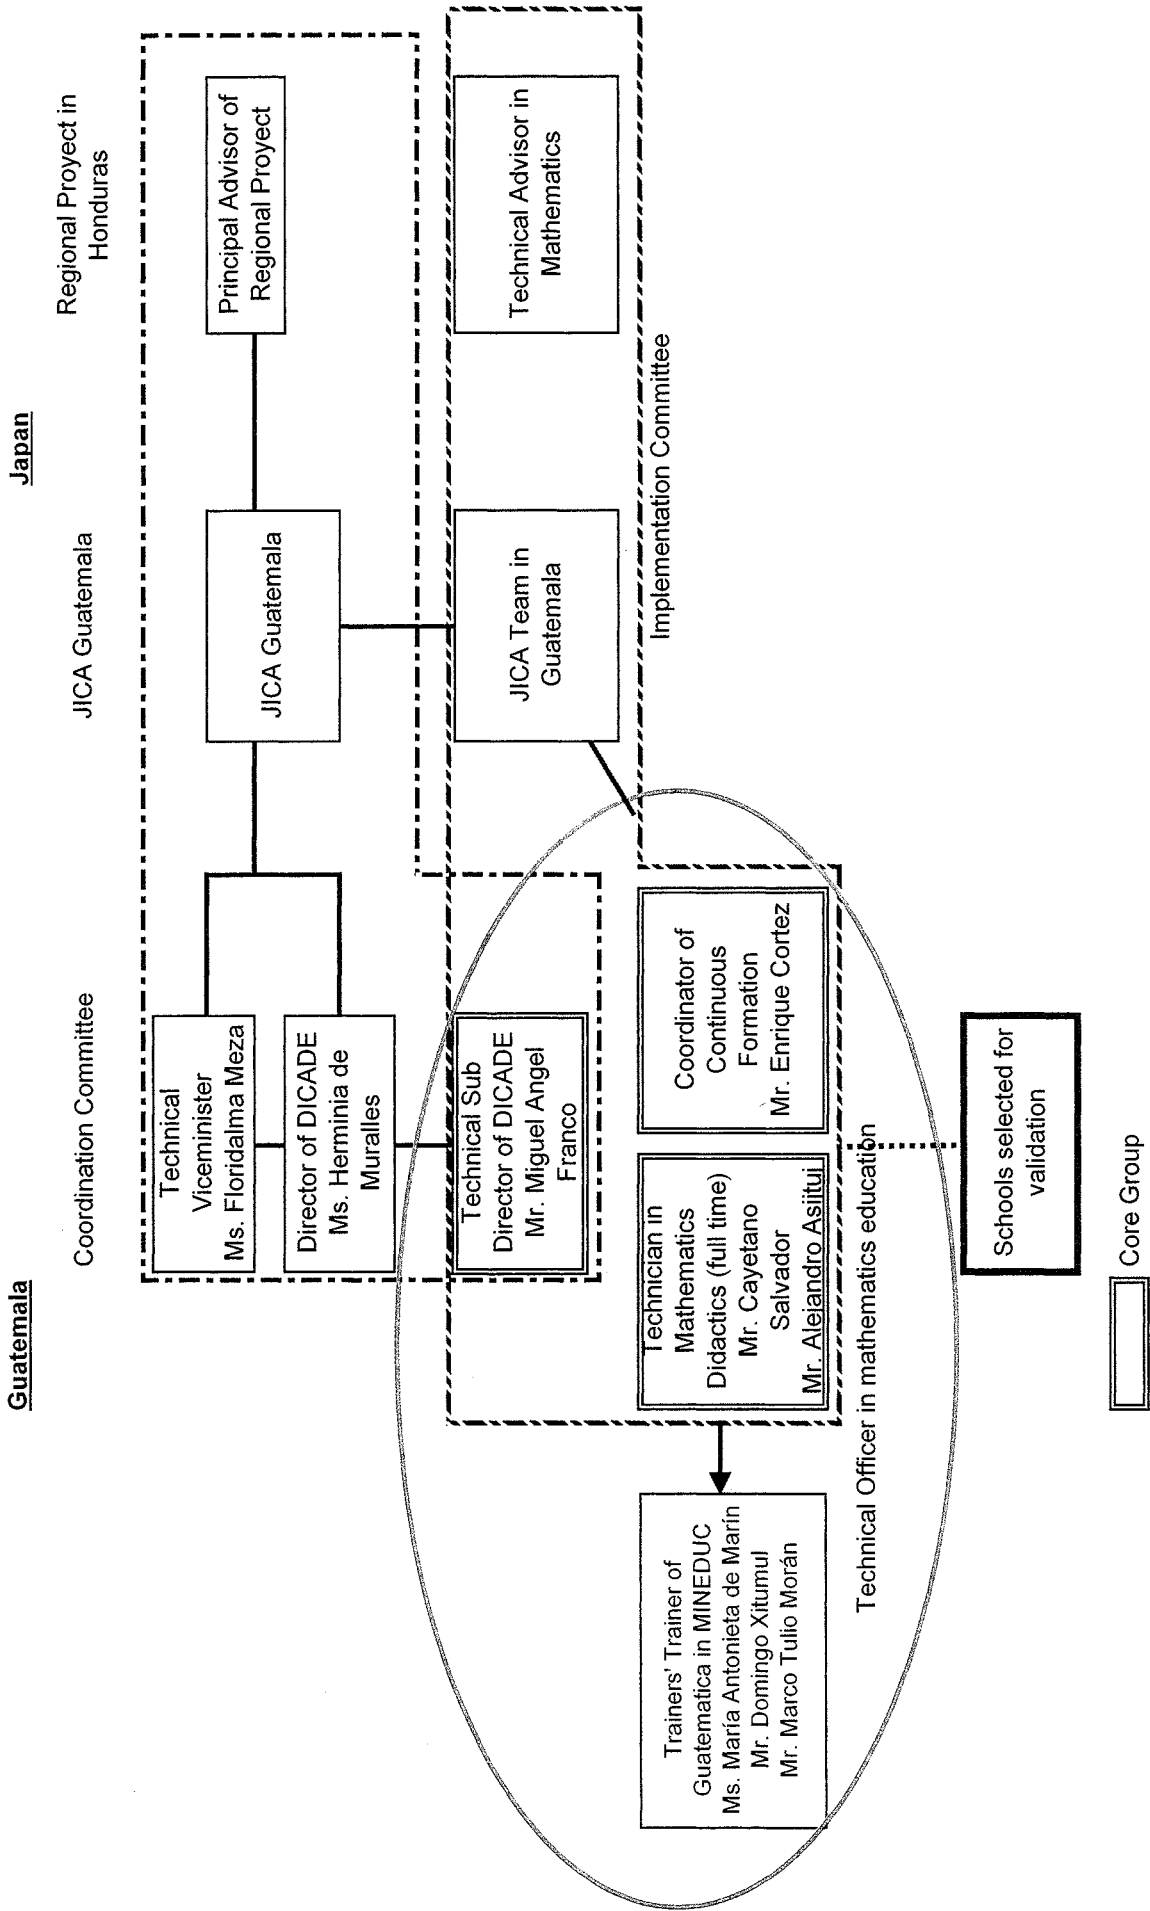 Guatemala
Japan
Coordination Committee
JICA Guatemala
Regional Proyect in
Honduras
Technical
Viceminister
Ms. Floridalma Meza
Director of DICADE
Ms. Herminia de
Muralles
JICA Guatemala
Principal Advisor of
Regional Proyect
Technical Sub
Director of DICADE
Mr. Miguel Angel
Franco
JICA Team in
Guatemala
Technical Advisor in
Mathematics
Implementation Committee
Trainers' Trainer of
Guatematica in MINEDUC
Ms. María Antonieta de Marín
Mr. Domingo Xitumul
Mr. Marco Tulio Morán
Technician in
Mathematics
Didactics (full time)
Mr. Cayetano
Salvador
Mr. Alejandro Asijtuj
Coordinator of
Continuous
Formation
Mr. Enrique Cortez
Technical Officer in mathematics education
Schools selected for
validation
Core Group